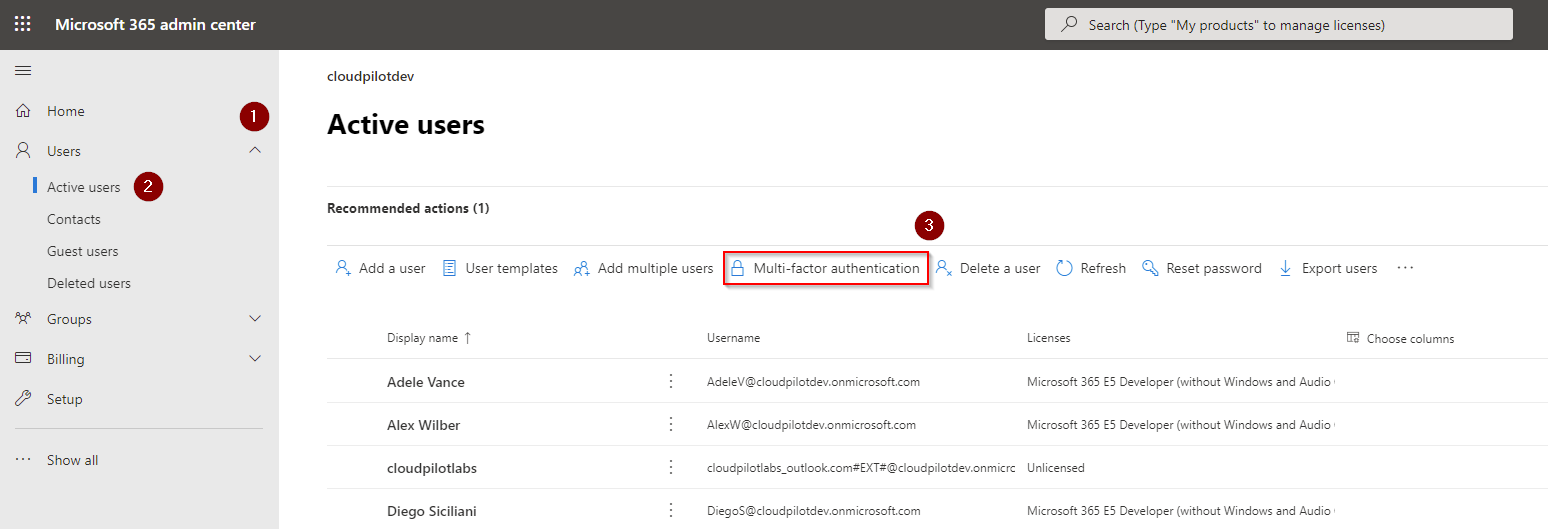 Microsoft 365 admin center
Search (Type "My products" to manage licenses)
Home
1
Users
Active users
2
Contacts
Guest users
Deleted users
Groups
Billing
Setup
Show all
cloudpilotdev
Active users
Recommended actions (1)
3
Add a user
User templates
Add multiple users
Multi-factor authentication
Delete a user
Refresh
Reset password
Export users
Display name ↑
Username
Licenses
Choose columns
Adele Vance
AdeleV@cloudpilotdev.onmicrosoft.com
Microsoft 365 E5 Developer (without Windows and Audio
Alex Wilber
AlexW@cloudpilotdev.onmicrosoft.com
Microsoft 365 E5 Developer (without Windows and Audio
cloudpilotlabs
cloudpilotlabs_outlook.com#EXT#@cloudpilotdev.onmicrc
Unlicensed
Diego Siciliani
DiegoS@cloudpilotdev.onmicrosoft.com
Microsoft 365 E5 Developer (without Windows and Audio